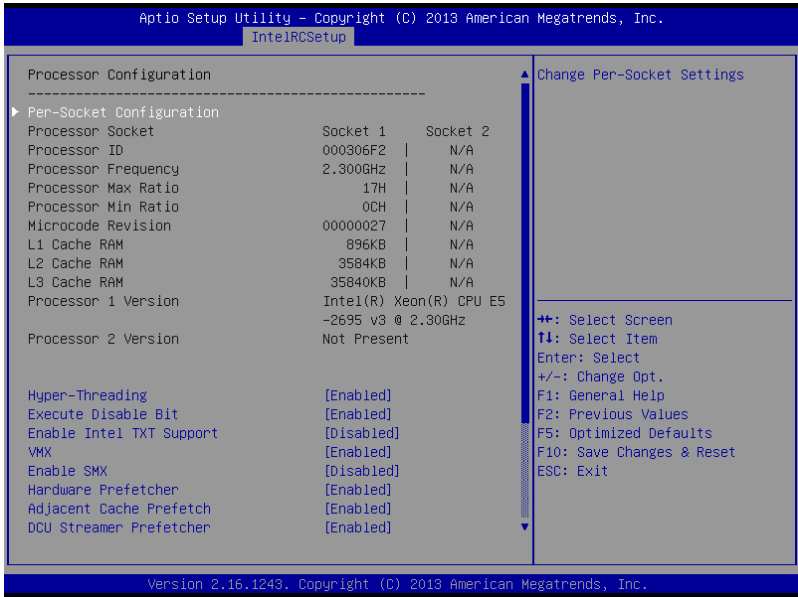 Aptio Setup Utility – Copyright (C) 2013 American Megatrends, Inc.
IntelRCSetup
Processor Configuration
--------------------------------------------------
Per-Socket Configuration
Processor Socket Socket 1 Socket 2
Processor ID 000306F2 | N/A
Processor Frequency 2.300GHz | N/A
Processor Max Ratio 17H | N/A
Processor Min Ratio 0CH | N/A
Microcode Revision 00000027 | N/A
L1 Cache RAM 896KB | N/A
L2 Cache RAM 3584KB | N/A
L3 Cache RAM 35840KB | N/A
Processor 1 Version Intel(R) Xeon(R) CPU E5
-2695 v3 @ 2.30GHz
Processor 2 Version Not Present
Hyper-Threading [Enabled]
Execute Disable Bit [Enabled]
Enable Intel TXT Support [Disabled]
VMX [Enabled]
Enable SMX [Disabled]
Hardware Prefetcher [Enabled]
Adjacent Cache Prefetch [Enabled]
DCU Streamer Prefetcher [Enabled]
Change Per-Socket Settings
→←: Select Screen
↑↓: Select Item
Enter: Select
+/-: Change Opt.
F1: General Help
F2: Previous Values
F5: Optimized Defaults
F10: Save Changes & Reset
ESC: Exit
Version 2.16.1243. Copyright (C) 2013 American Megatrends, Inc.